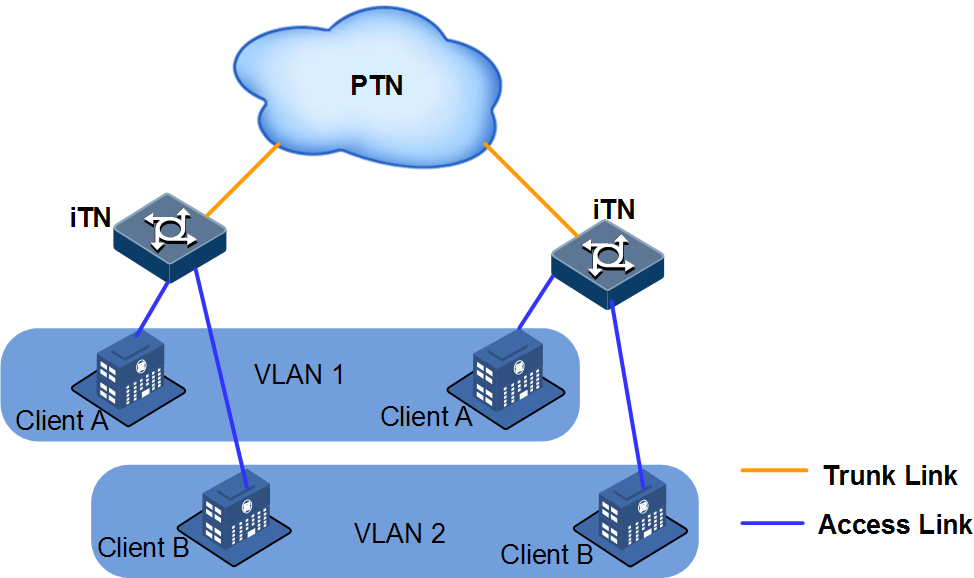 PTN
iTN
iTN
VLAN 1
Client A
Client A
Trunk Link
Access Link
VLAN 2
Client B
Client B